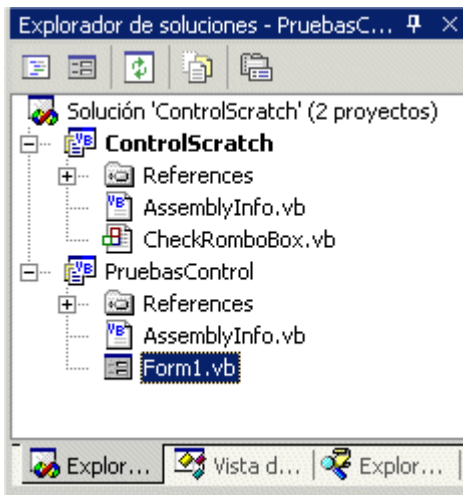 Explorador de soluciones - PruebasC...
Solución 'ControlScratch' (2 proyectos)
ControlScratch
References
AssemblyInfo.vb
CheckRomboBox.vb
PruebasControl
References
AssemblyInfo.vb
Form1.vb
Explor... Vista d... Explor...